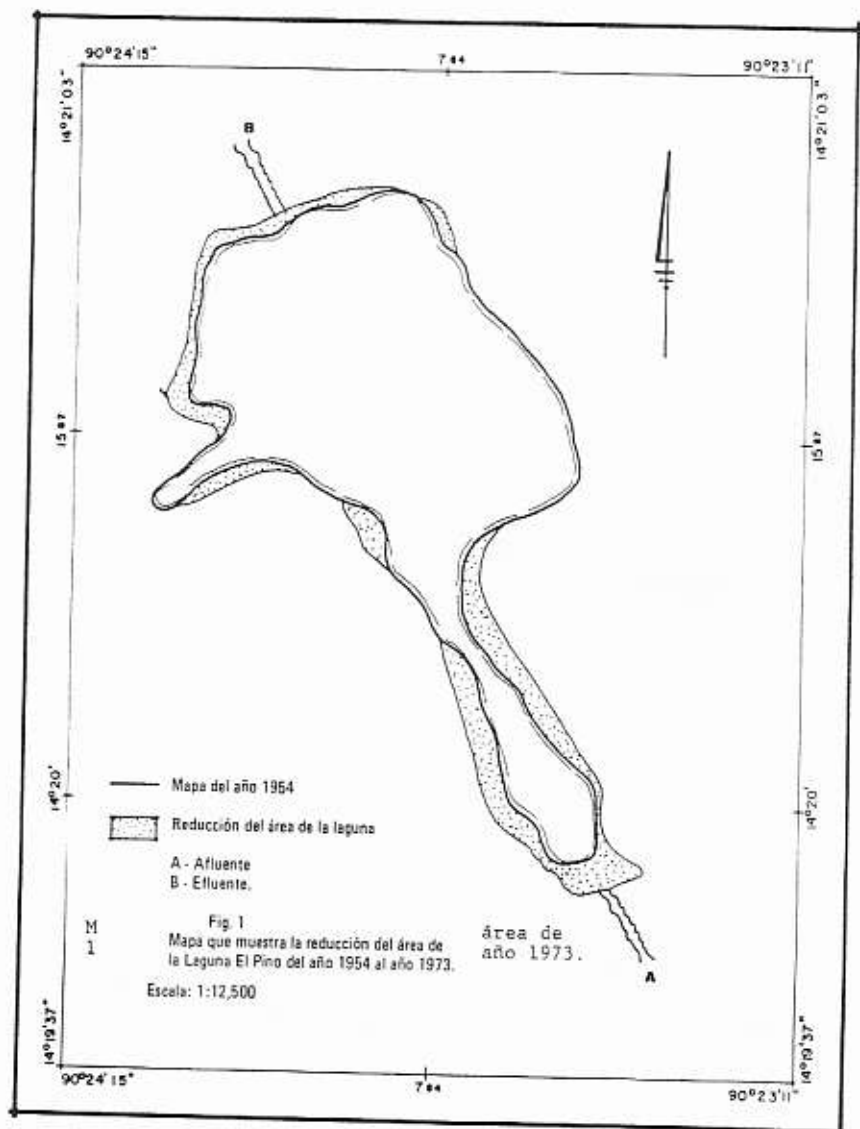 90°24'15"
7 84
90°23'11"
14°21'03"
14°21'03"
B
15 87
15 87
Mapa del año 1954
14°20'
14°20'
Reducción del área de la laguna
A - Afluente
B - Efluente.
Fig. 1
M
1
Mapa que muestra la reducción del área de
la Laguna El Pino del año 1954 al año 1973.
área de
año 1973.
Escala: 1:12,500
A
14°19'37"
14°19'37"
90°24'15"
7 84
90°23'11"